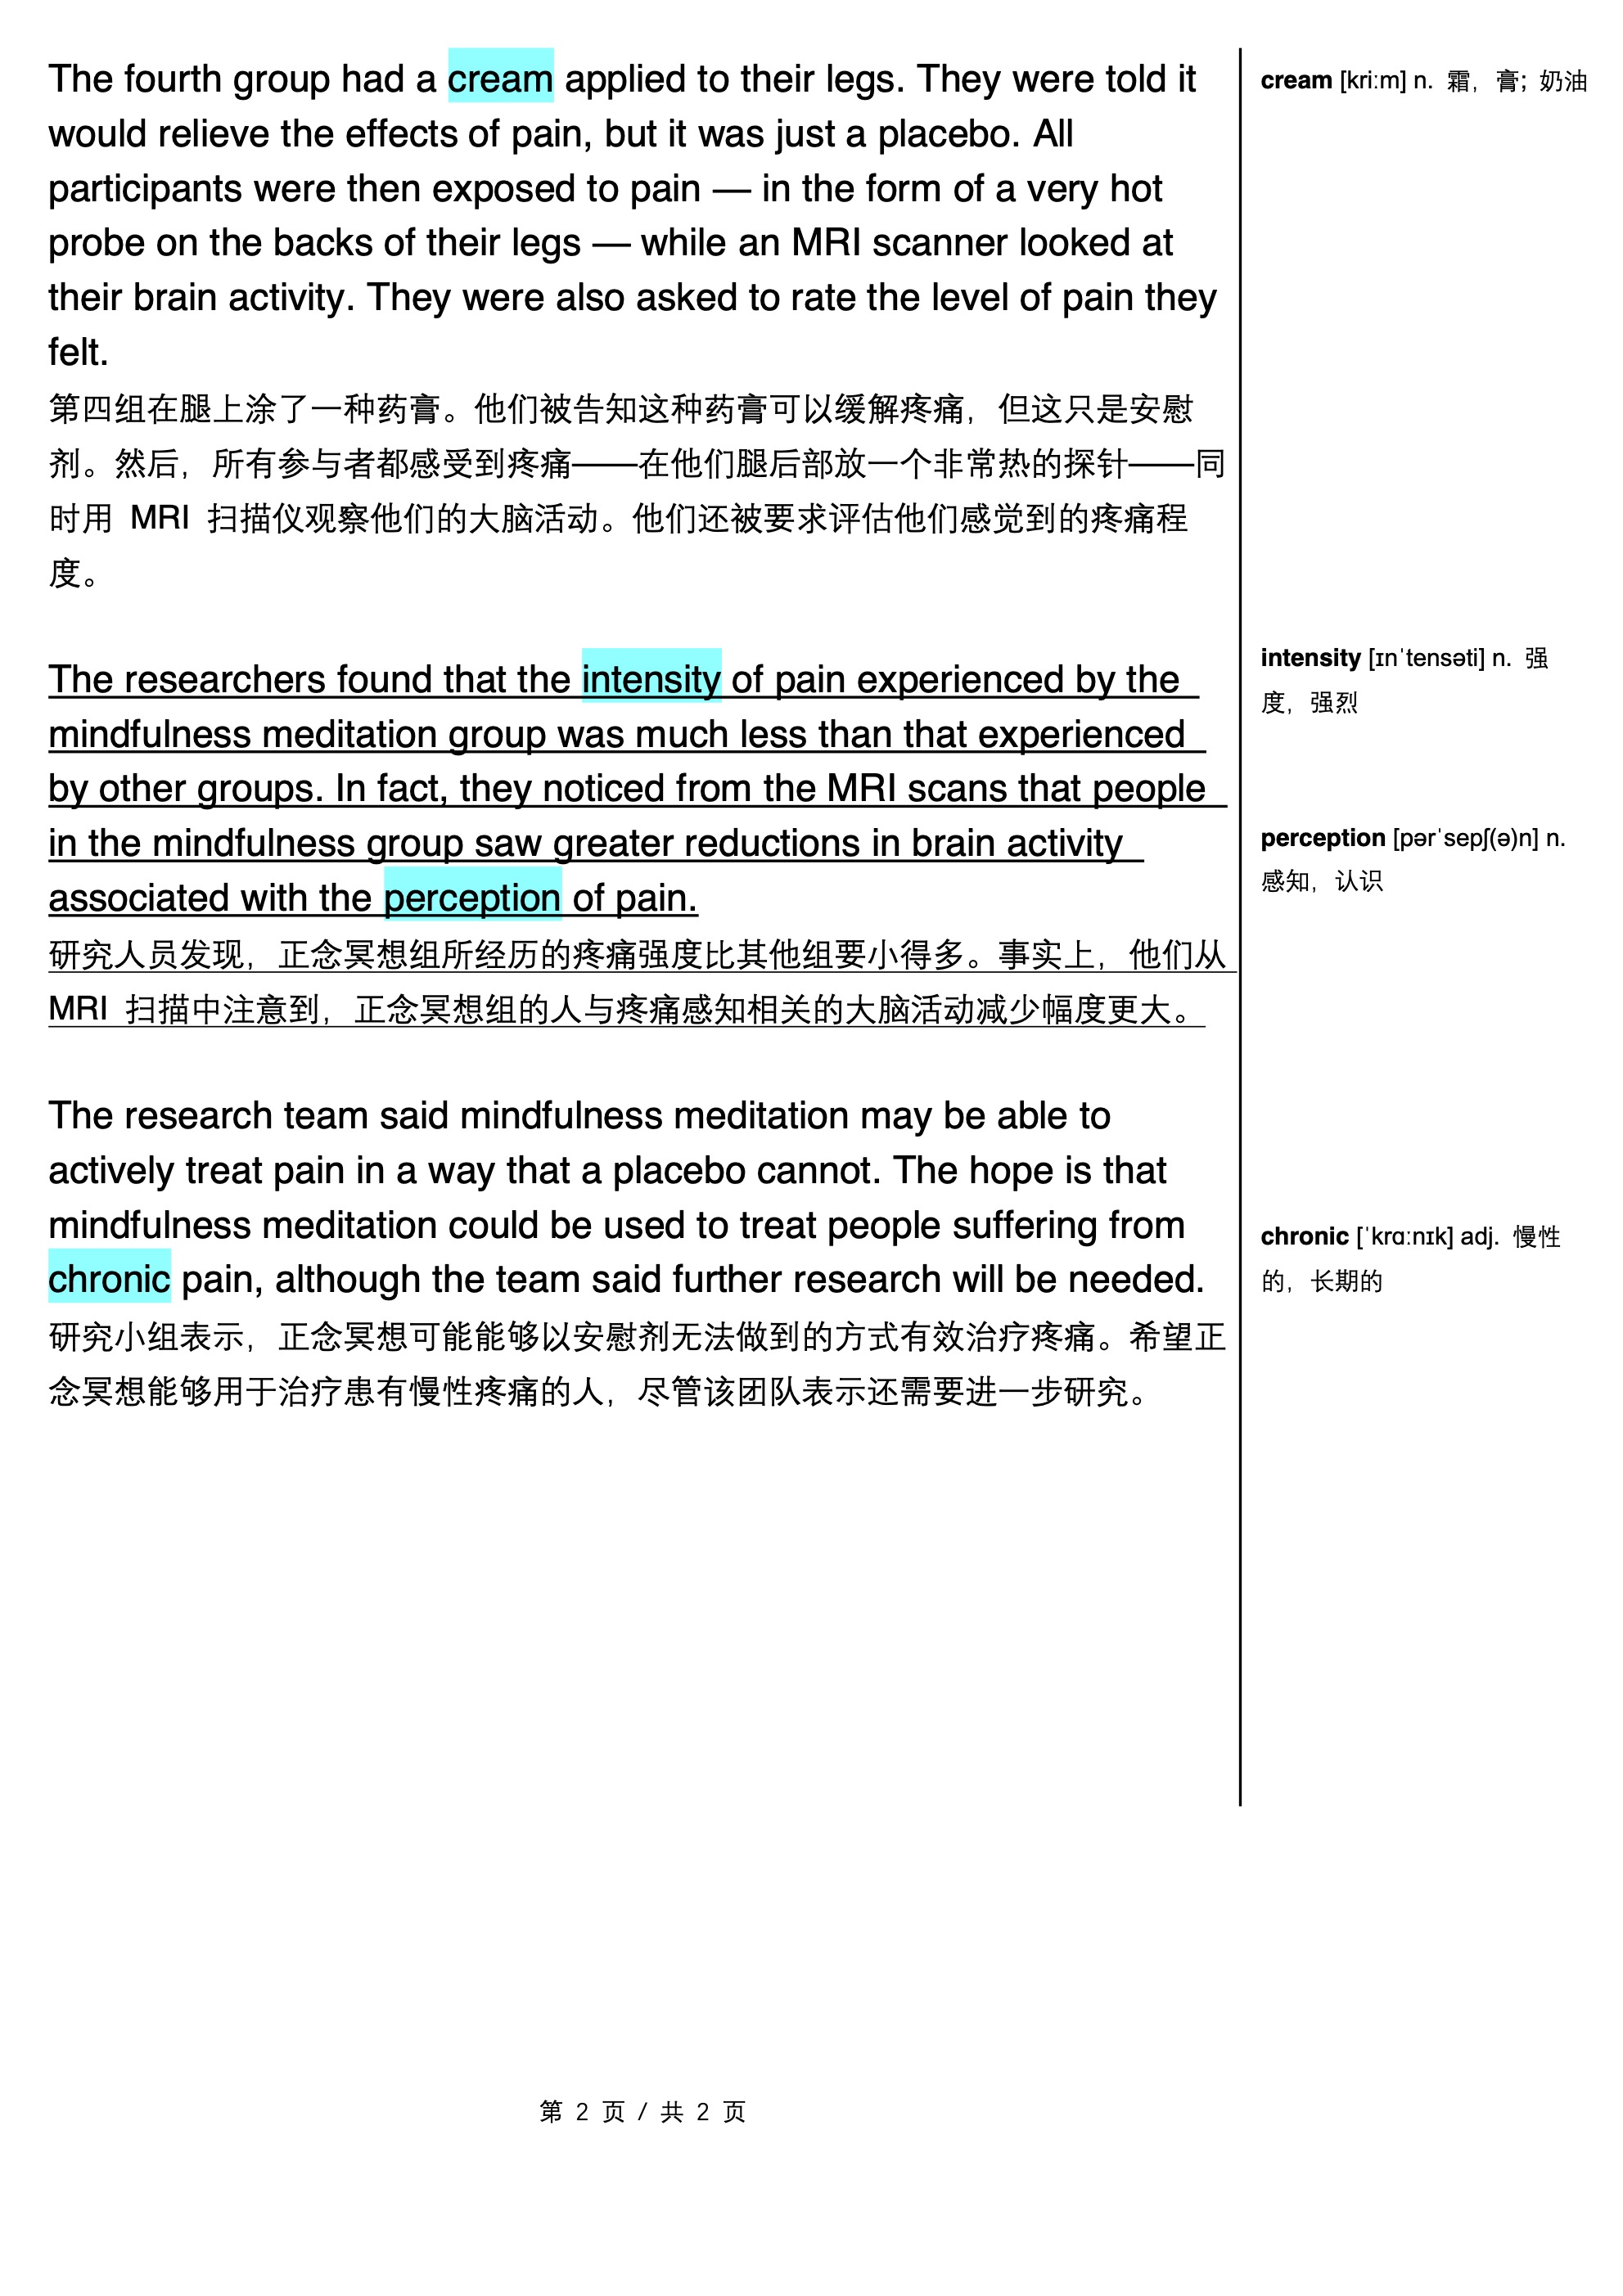 The fourth group had a cream applied to their legs. They were told it
would relieve the effects of pain, but it was just a placebo. All
participants were then exposed to pain — in the form of a very hot
probe on the backs of their legs — while an MRI scanner looked at
their brain activity. They were also asked to rate the level of pain they
felt.
第四组在腿上涂了一种药膏。他们被告知这种药膏可以缓解疼痛，但这只是安慰
剂。然后，所有参与者都感受到疼痛——在他们腿后部放一个非常热的探针——同
时用 MRI 扫描仪观察他们的大脑活动。他们还被要求评估他们感觉到的疼痛程
度。
The researchers found that the intensity of pain experienced by the
mindfulness meditation group was much less than that experienced
by other groups. In fact, they noticed from the MRI scans that people
in the mindfulness group saw greater reductions in brain activity
associated with the perception of pain.
研究人员发现，正念冥想组所经历的疼痛强度比其他组要小得多。事实上，他们从
MRI 扫描中注意到，正念冥想组的人与疼痛感知相关的大脑活动减少幅度更大。
The research team said mindfulness meditation may be able to
actively treat pain in a way that a placebo cannot. The hope is that
mindfulness meditation could be used to treat people suffering from
chronic pain, although the team said further research will be needed.
研究小组表示，正念冥想可能能够以安慰剂无法做到的方式有效治疗疼痛。希望正
念冥想能够用于治疗患有慢性疼痛的人，尽管该团队表示还需要进一步研究。
cream [kriːm] n. 霜，膏; 奶油
intensity [ɪnˈtensəti] n. 强
度，强烈
perception [pərˈsepʃ(ə)n] n.
感知，认识
chronic [ˈkrɑːnɪk] adj. 慢性
的，长期的
第 2 页 / 共 2 页